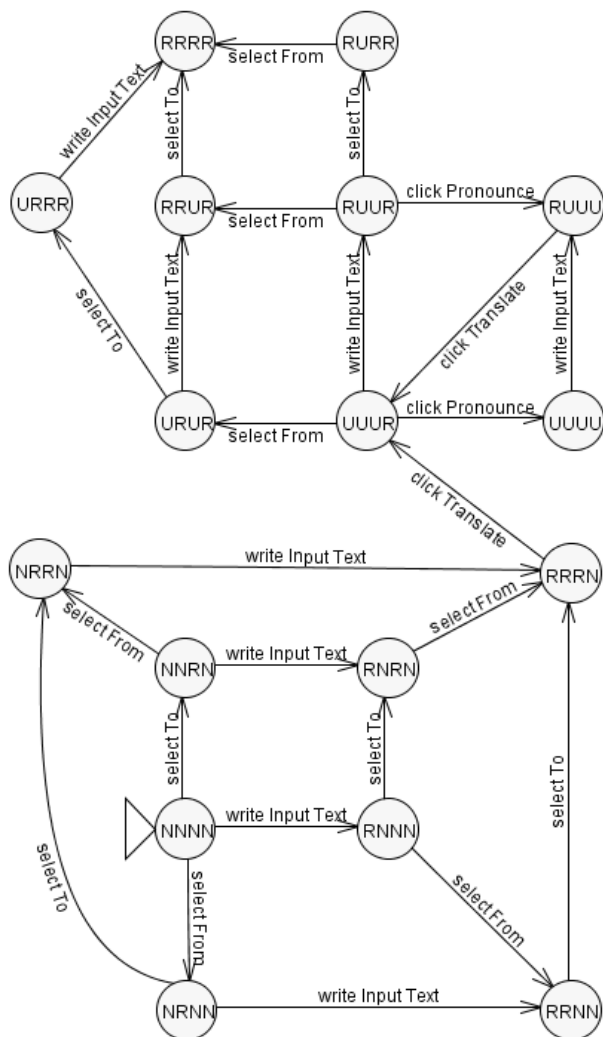 RRRR
RURR
select From
write Input Text
select To
select To
URRR
RRUR
RUUR
click Pronounce
RUUU
select From
select To
write Input Text
write Input Text
click Translate
write Input Text
URUR
UUUR
click Pronounce
UUUU
select From
click Translate
NRRN
write Input Text
RRRN
select From
select From
NNRN
write Input Text
RNRN
select To
select To
select To
select To
NNNN
write Input Text
RNNN
select From
select From
NRNN
write Input Text
RRNN